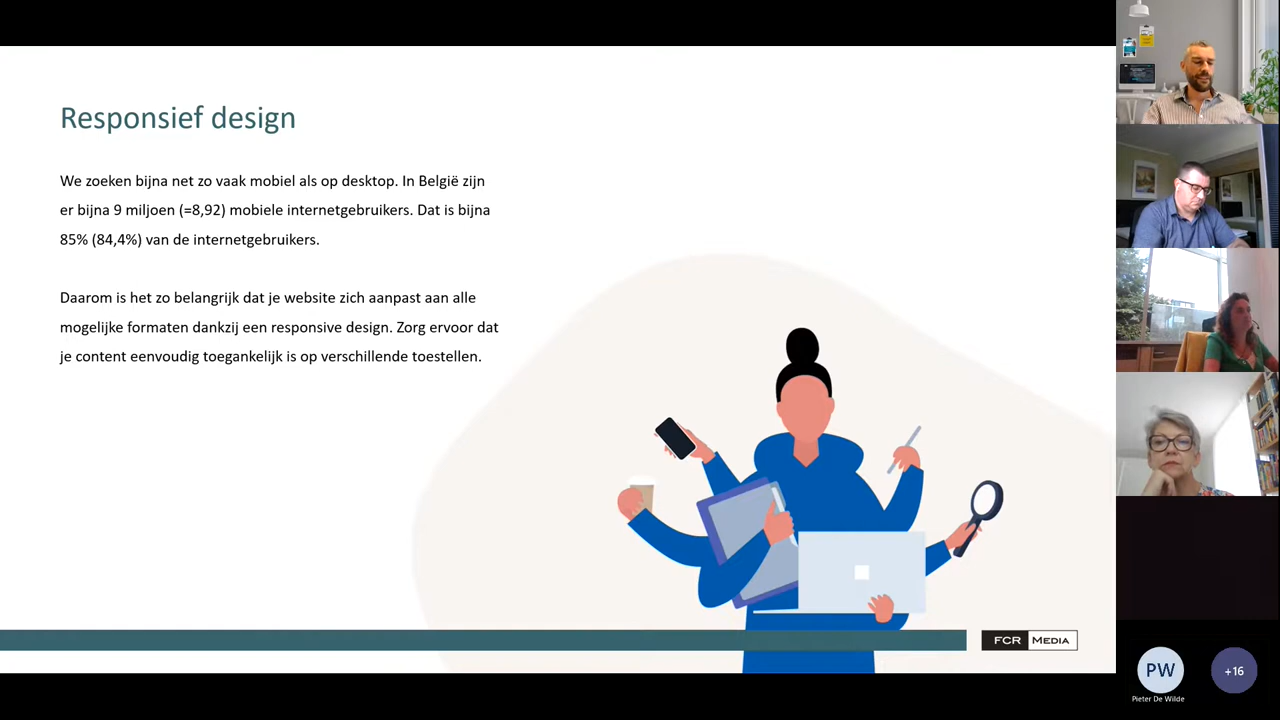 Responsief design
We zoeken bijna net zo vaak mobiel als op desktop. In België zijn
er bijna 9 miljoen (=8,92) mobiele internetgebruikers. Dat is bijna
85% (84,4%) van de internetgebruikers.
Daarom is het zo belangrijk dat je website zich aanpast aan alle
mogelijke formaten dankzij een responsive design. Zorg ervoor dat
je content eenvoudig toegankelijk is op verschillende toestellen.
FCR MEDIA
PW
+16
Pieter De Wilde